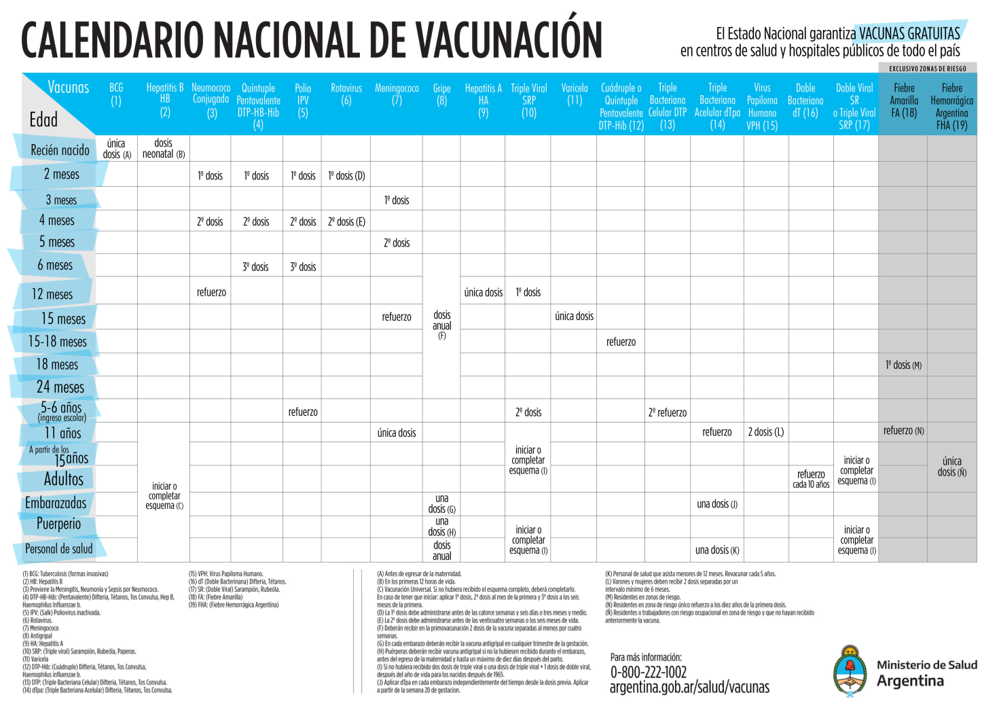 CALENDARIO NACIONAL DE VACUNACIÓN
El Estado Nacional garantiza VACUNAS GRATUITAS
en centros de salud y hospitales públicos de todo el país
EXCLUSIVO ZONAS DE RIESGO
Vacunas
Edad
BCG
(1)
Hepatitis B
HB
(2)
Neumococo
Conjugada
(3)
Quíntuple
Pentavalente
DTP-HB-Hib
(4)
Polio
IPV
(5)
Rotavirus
(6)
Meningococo
(7)
Gripe
(8)
Hepatitis A
HA
(9)
Triple Viral
SRP
(10)
Varicela
(11)
Cuádruple o
Quíntuple
Pentavalente
DTP-Hib (12)
Triple
Bacteriana
Celular DTP
(13)
Triple
Bacteriana
Acelular dTpa
(14)
Virus
Papiloma
Humano
VPH (15)
Doble
Bacteriana
dT (16)
Doble Viral
SR
o Triple Viral
SRP (17)
Fiebre
Amarilla
FA (18)
Fiebre
Hemorrágica
Argentina
FHA (19)
Recién nacido
única
dosis (A)
dosis
neonatal (B)
2 meses
1º dosis
1º dosis
1º dosis
1º dosis (D)
3 meses
1º dosis
4 meses
2º dosis
2º dosis
2º dosis
2º dosis (E)
5 meses
2º dosis
6 meses
3º dosis
3º dosis
12 meses
refuerzo
única dosis
1º dosis
15 meses
refuerzo
dosis
anual
(F)
única dosis
15-18 meses
refuerzo
18 meses
1º dosis (M)
24 meses
5-6 años
(ingreso escolar)
refuerzo
2º dosis
2º refuerzo
11 años
única dosis
refuerzo
2 dosis (L)
refuerzo (N)
A partir de los
15 años
iniciar o
completar
esquema (I)
iniciar o
completar
esquema (I)
única
dosis (Ñ)
Adultos
refuerzo
cada 10 años
iniciar o
completar
esquema (C)
Embarazadas
una
dosis (G)
una dosis (J)
Puerperio
una
dosis (H)
iniciar o
completar
esquema (I)
iniciar o
completar
esquema (I)
Personal de salud
dosis
anual
una dosis (K)
(1) BCG: Tuberculosis (formas invasivas)
(2) HB: Hepatitis B
(3) Previene la Meningitis, Neumonía y Sepsis por Neumococo.
(4) DTP-HB-Hib: (Pentavalente) Difteria, Tétanos, Tos Convulsa, Hep B,
Haemophilus Influenzae b.
(5) IPV: (Salk) Poliovirus inactivada.
(6) Rotavirus.
(7) Meningococo
(8) Antigripal
(9) HA: Hepatitis A
(10) SRP: (Triple viral) Sarampión, Rubeóla, Paperas.
(11) Varicela
(12) DTP-Hib: (Cuádruple) Difteria, Tétanos, Tos Convulsa,
Haemophilus influenzae b.
(13) DTP: (Triple Bacteriana Celular) Difteria, Tétanos, Tos Convulsa.
(14) dTpa: (Triple Bacteriana Acelular) Difteria, Tétanos, Tos Convulsa.
(15) VPH: Virus Papiloma Humano.
(16) dT (Doble Bacterinana) Difteria, Tétanos.
(17) SR: (Doble Viral) Sarampión, Rubeóla.
(18) FA: (Fiebre Amarilla)
(19) FHA: (Fiebre Hemorrágica Argentina)
(A) Antes de egresar de la maternidad.
(B) En los primeras 12 horas de vida.
(C) Vacunación Universal. Si no hubiera recibido el esquema completo, deberá completarlo.
En caso de tener que iniciar: aplicar 1º dosis, 2º dosis al mes de la primera y 3º dosis a los seis
meses de la primera.
(D) La 1º dosis debe administrarse antes de las catorce semanas y seis días o tres meses y medio.
(E) La 2º dosis debe administrarse antes de las venticuatro semanas o los seis meses de vida.
(F) Deberán recibir en la primovacunación 2 dosis de la vacuna separadas al menos por cuatro
semanas.
(G) En cada embarazo deberán recibir la vacuna antigripal en cualquier trimestre de la gestación.
(H) Puérperas deberán recibir vacuna antigripal si no la hubiesen recibido durante el embarazo,
antes del egreso de la maternidad y hasta un máximo de diez días después del parto.
(I) Si no hubiera recibido dos dosis de triple viral o una dosis de triple viral + 1 dosis de doble viral,
después del año de vida para los nacidos después de 1965.
(J) Aplicar dTpa en cada embarazo independientemente del tiempo desde la dosis previa. Aplicar
a partir de la semana 20 de gestacion.
(K) Personal de salud que asista menores de 12 meses. Revacunar cada 5 años.
(L) Varones y mujeres deben recibir 2 dosis separadas por un
intervalo mínimo de 6 meses.
(M) Residentes en zonas de riesgo.
(N) Residentes en zona de riesgo único refuerzo a los diez años de la primera dosis.
(Ñ) Residentes o trabajadores con riesgo ocupacional en zona de riesgo y que no hayan recibido
anteriormente la vacuna.
Para más información:
0-800-222-1002
argentina.gob.ar/salud/vacunas
Ministerio de Salud
Argentina